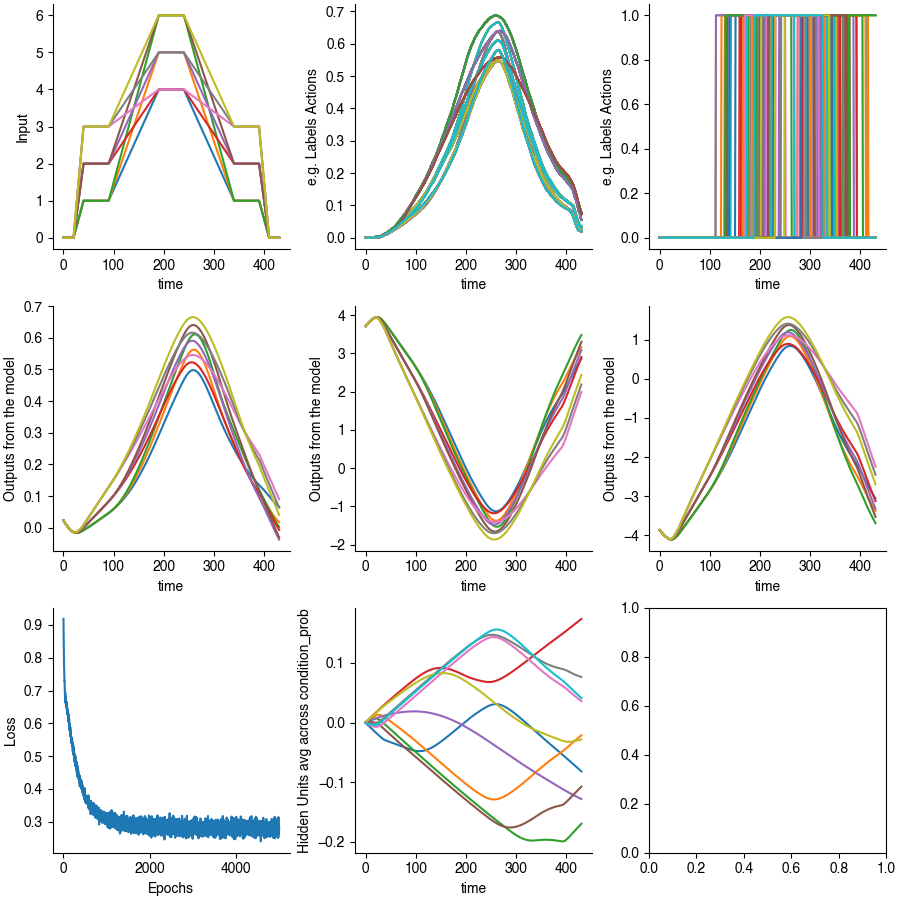 Input
6
5
4
3
2
1
0
0 100 200 300 400
time
e.g. Labels Actions
0.7
0.6
0.5
0.4
0.3
0.2
0.1
0.0
0 100 200 300 400
time
e.g. Labels Actions
1.0
0.8
0.6
0.4
0.2
0.0
0 100 200 300 400
time
Outputs from the model
0.7
0.6
0.5
0.4
0.3
0.2
0.1
0.0
0 100 200 300 400
time
Outputs from the model
4
3
2
1
0
−1
−2
0 100 200 300 400
time
Outputs from the model
1
0
−1
−2
−3
−4
0 100 200 300 400
time
Loss
0.9
0.8
0.7
0.6
0.5
0.4
0.3
0 2000 4000
Epochs
Hidden Units avg across condition_prob
0.1
0.0
−0.1
−0.2
0 100 200 300 400
time
1.0
0.8
0.6
0.4
0.2
0.0
0.0 0.2 0.4 0.6 0.8 1.0